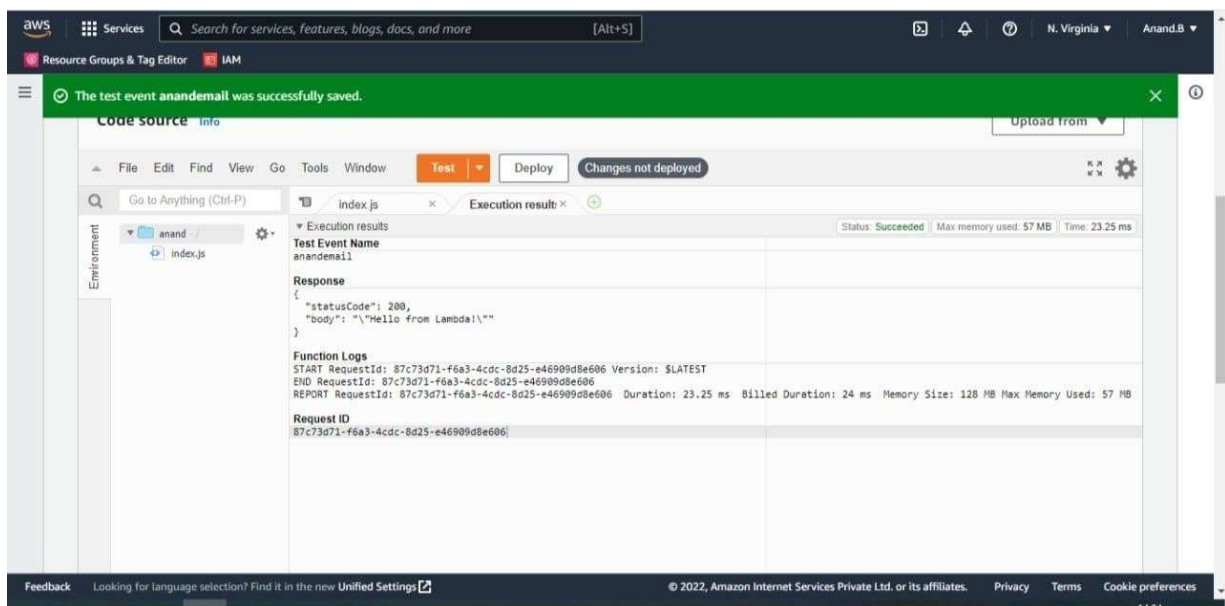 aws
Services
Search for services, features, blogs, docs, and more
[Alt+S]
N. Virginia
Anand.B
Resource Groups & Tag Editor
IAM
The test event anandemail was successfully saved.
Code source Info
Upload from
File Edit Find View Go Tools Window
Test
Deploy
Changes not deployed
Go to Anything (Ctrl-P)
index.js
Execution result
Environment
anand - /
index.js
Execution results
Status: Succeeded
Max memory used: 57 MB
Time: 23.25 ms
Test Event Name
anandemail
Response
{
"statusCode": 200,
"body": "\"Hello from Lambda!\""
}
Function Logs
START RequestId: 87c73d71-f6a3-4cdc-8d25-e46909d8e606 Version: $LATEST
END RequestId: 87c73d71-f6a3-4cdc-8d25-e46909d8e606
REPORT RequestId: 87c73d71-f6a3-4cdc-8d25-e46909d8e606 Duration: 23.25 ms Billed Duration: 24 ms Memory Size: 128 MB Max Memory Used: 57 MB
Request ID
87c73d71-f6a3-4cdc-8d25-e46909d8e606
Feedback
Looking for language selection? Find it in the new Unified Settings
© 2022, Amazon Internet Services Private Ltd. or its affiliates.
Privacy
Terms
Cookie preferences